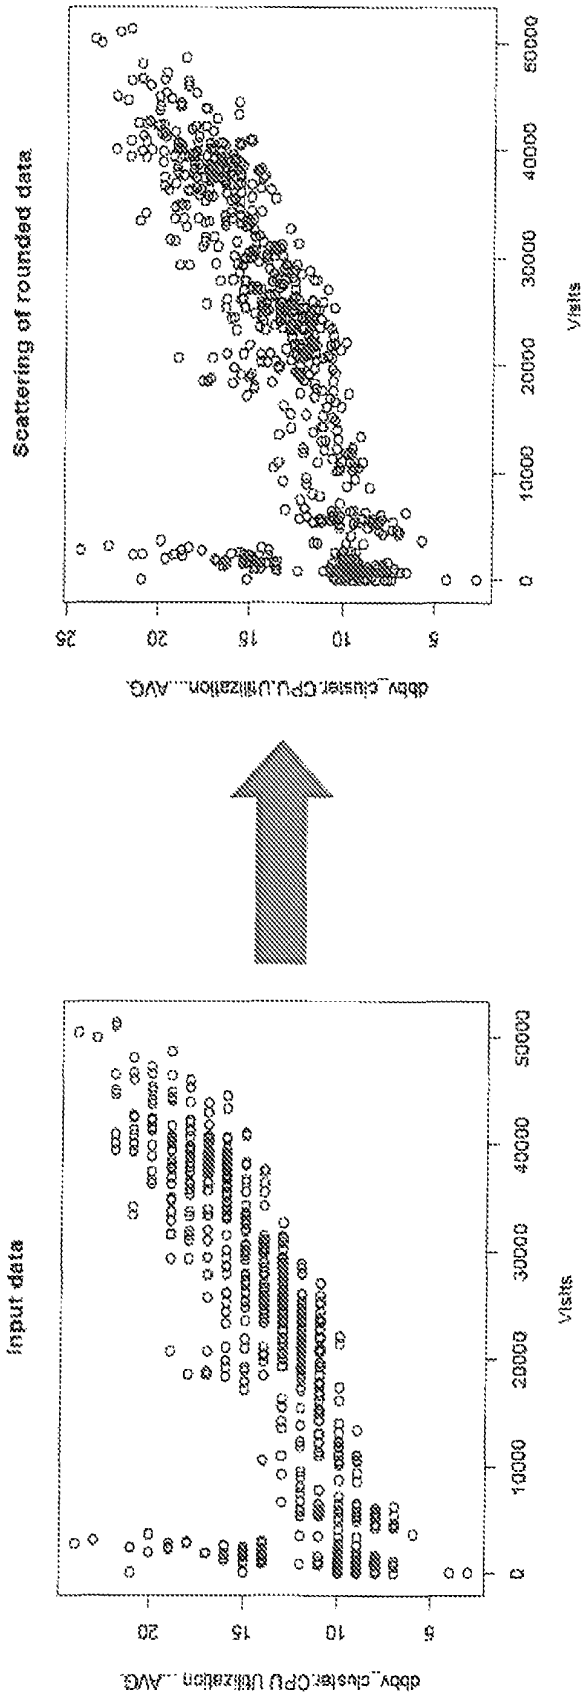 Input data
dbbv_cluster.CPU.Utilization....AVG.
20
15
10
5
0 10000 20000 30000 40000 50000
Visits
Scattering of rounded data
dbbv_cluster.CPU.Utilization....AVG.
25
20
15
10
5
0 10000 20000 30000 40000 50000
Visits